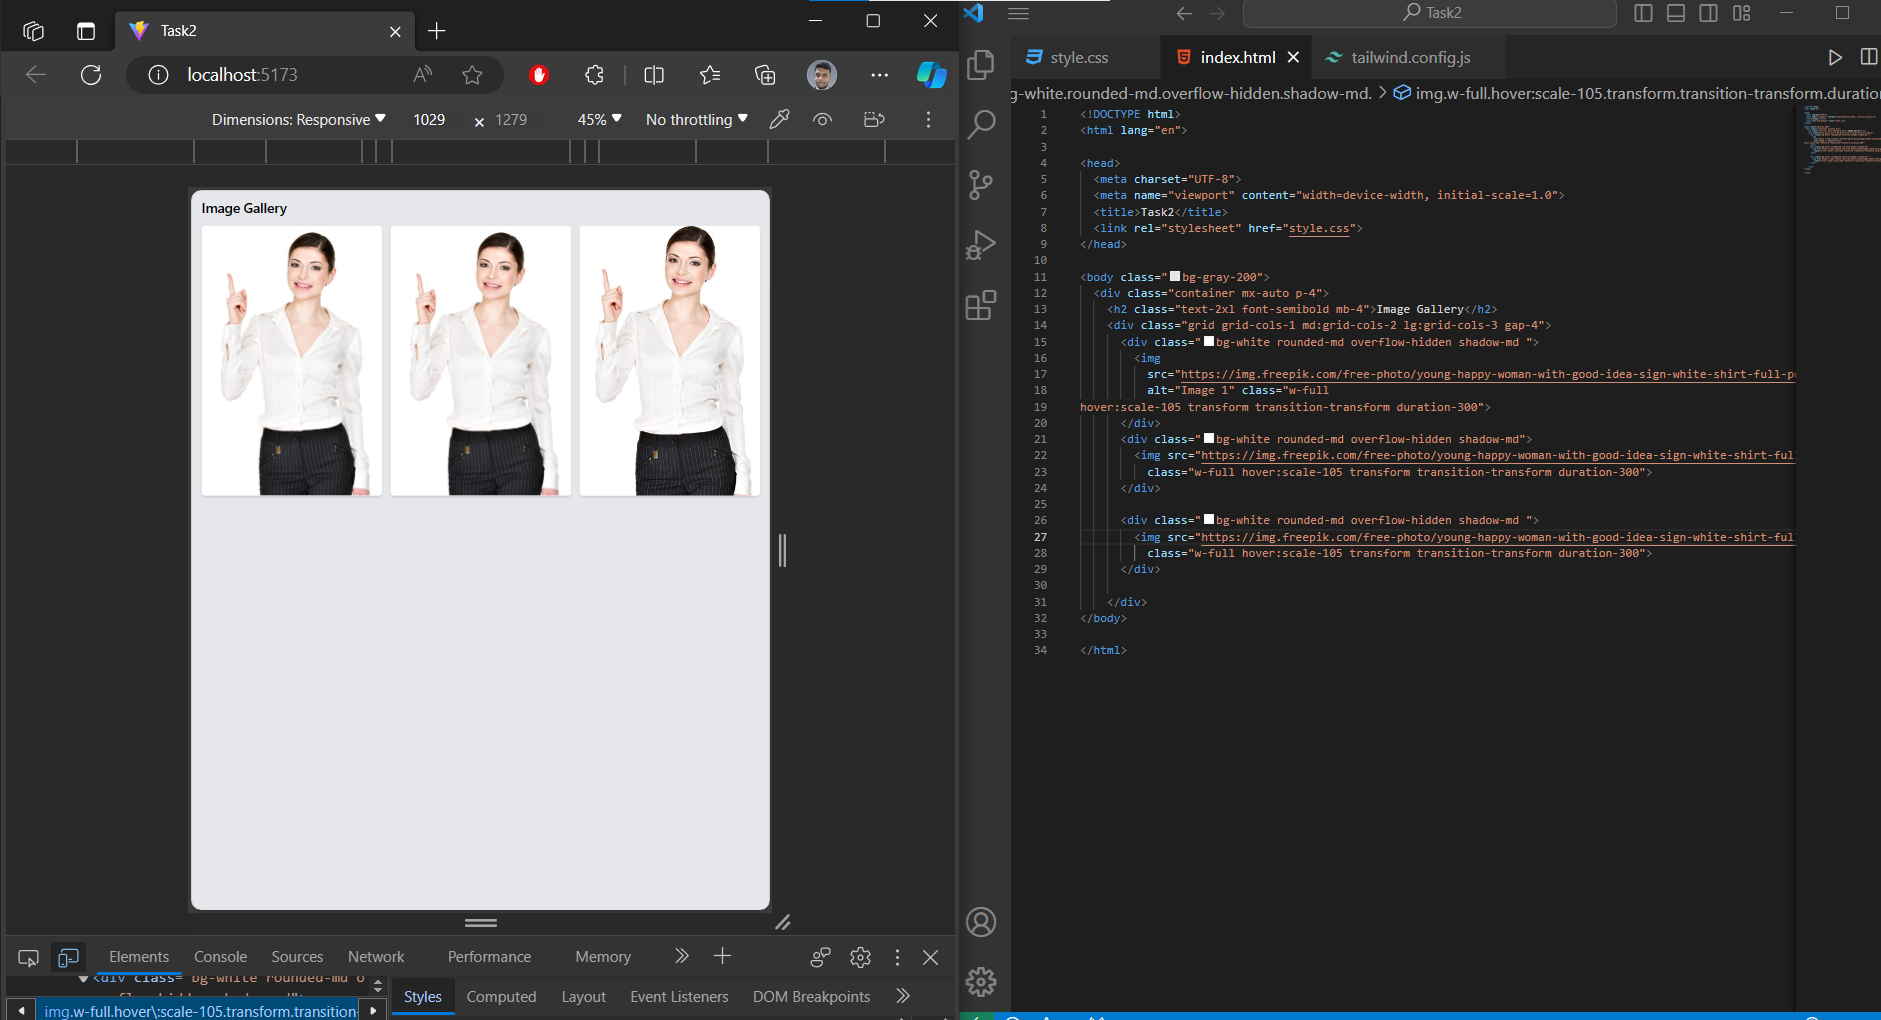 Task2
localhost:5173
Dimensions: Responsive 1029 × 1279 45% No throttling
Image Gallery
Elements Console Sources Network Performance Memory
<div class="bg-white rounded-md o
img.w-full.hover\:scale-105.transform.transition-
Styles Computed Layout Event Listeners DOM Breakpoints
Task2
style.css index.html tailwind.config.js
g-white.rounded-md.overflow-hidden.shadow-md. > img.w-full.hover:scale-105.transform.transition-transform.duratio
1 <!DOCTYPE html>
2 <html lang="en">
3
4 <head>
5 <meta charset="UTF-8">
6 <meta name="viewport" content="width=device-width, initial-scale=1.0">
7 <title>Task2</title>
8 <link rel="stylesheet" href="style.css">
9 </head>
10
11 <body class="bg-gray-200">
12 <div class="container mx-auto p-4">
13 <h2 class="text-2xl font-semibold mb-4">Image Gallery</h2>
14 <div class="grid grid-cols-1 md:grid-cols-2 lg:grid-cols-3 gap-4">
15 <div class="bg-white rounded-md overflow-hidden shadow-md ">
16 <img
17 src="https://img.freepik.com/free-photo/young-happy-woman-with-good-idea-sign-white-shirt-full-p
18 alt="Image 1" class="w-full
19 hover:scale-105 transform transition-transform duration-300">
20 </div>
21 <div class="bg-white rounded-md overflow-hidden shadow-md">
22 <img src="https://img.freepik.com/free-photo/young-happy-woman-with-good-idea-sign-white-shirt-ful
23 class="w-full hover:scale-105 transform transition-transform duration-300">
24 </div>
25
26 <div class="bg-white rounded-md overflow-hidden shadow-md ">
27 <img src="https://img.freepik.com/free-photo/young-happy-woman-with-good-idea-sign-white-shirt-ful
28 class="w-full hover:scale-105 transform transition-transform duration-300">
29 </div>
30
31 </div>
32 </body>
33
34 </html>